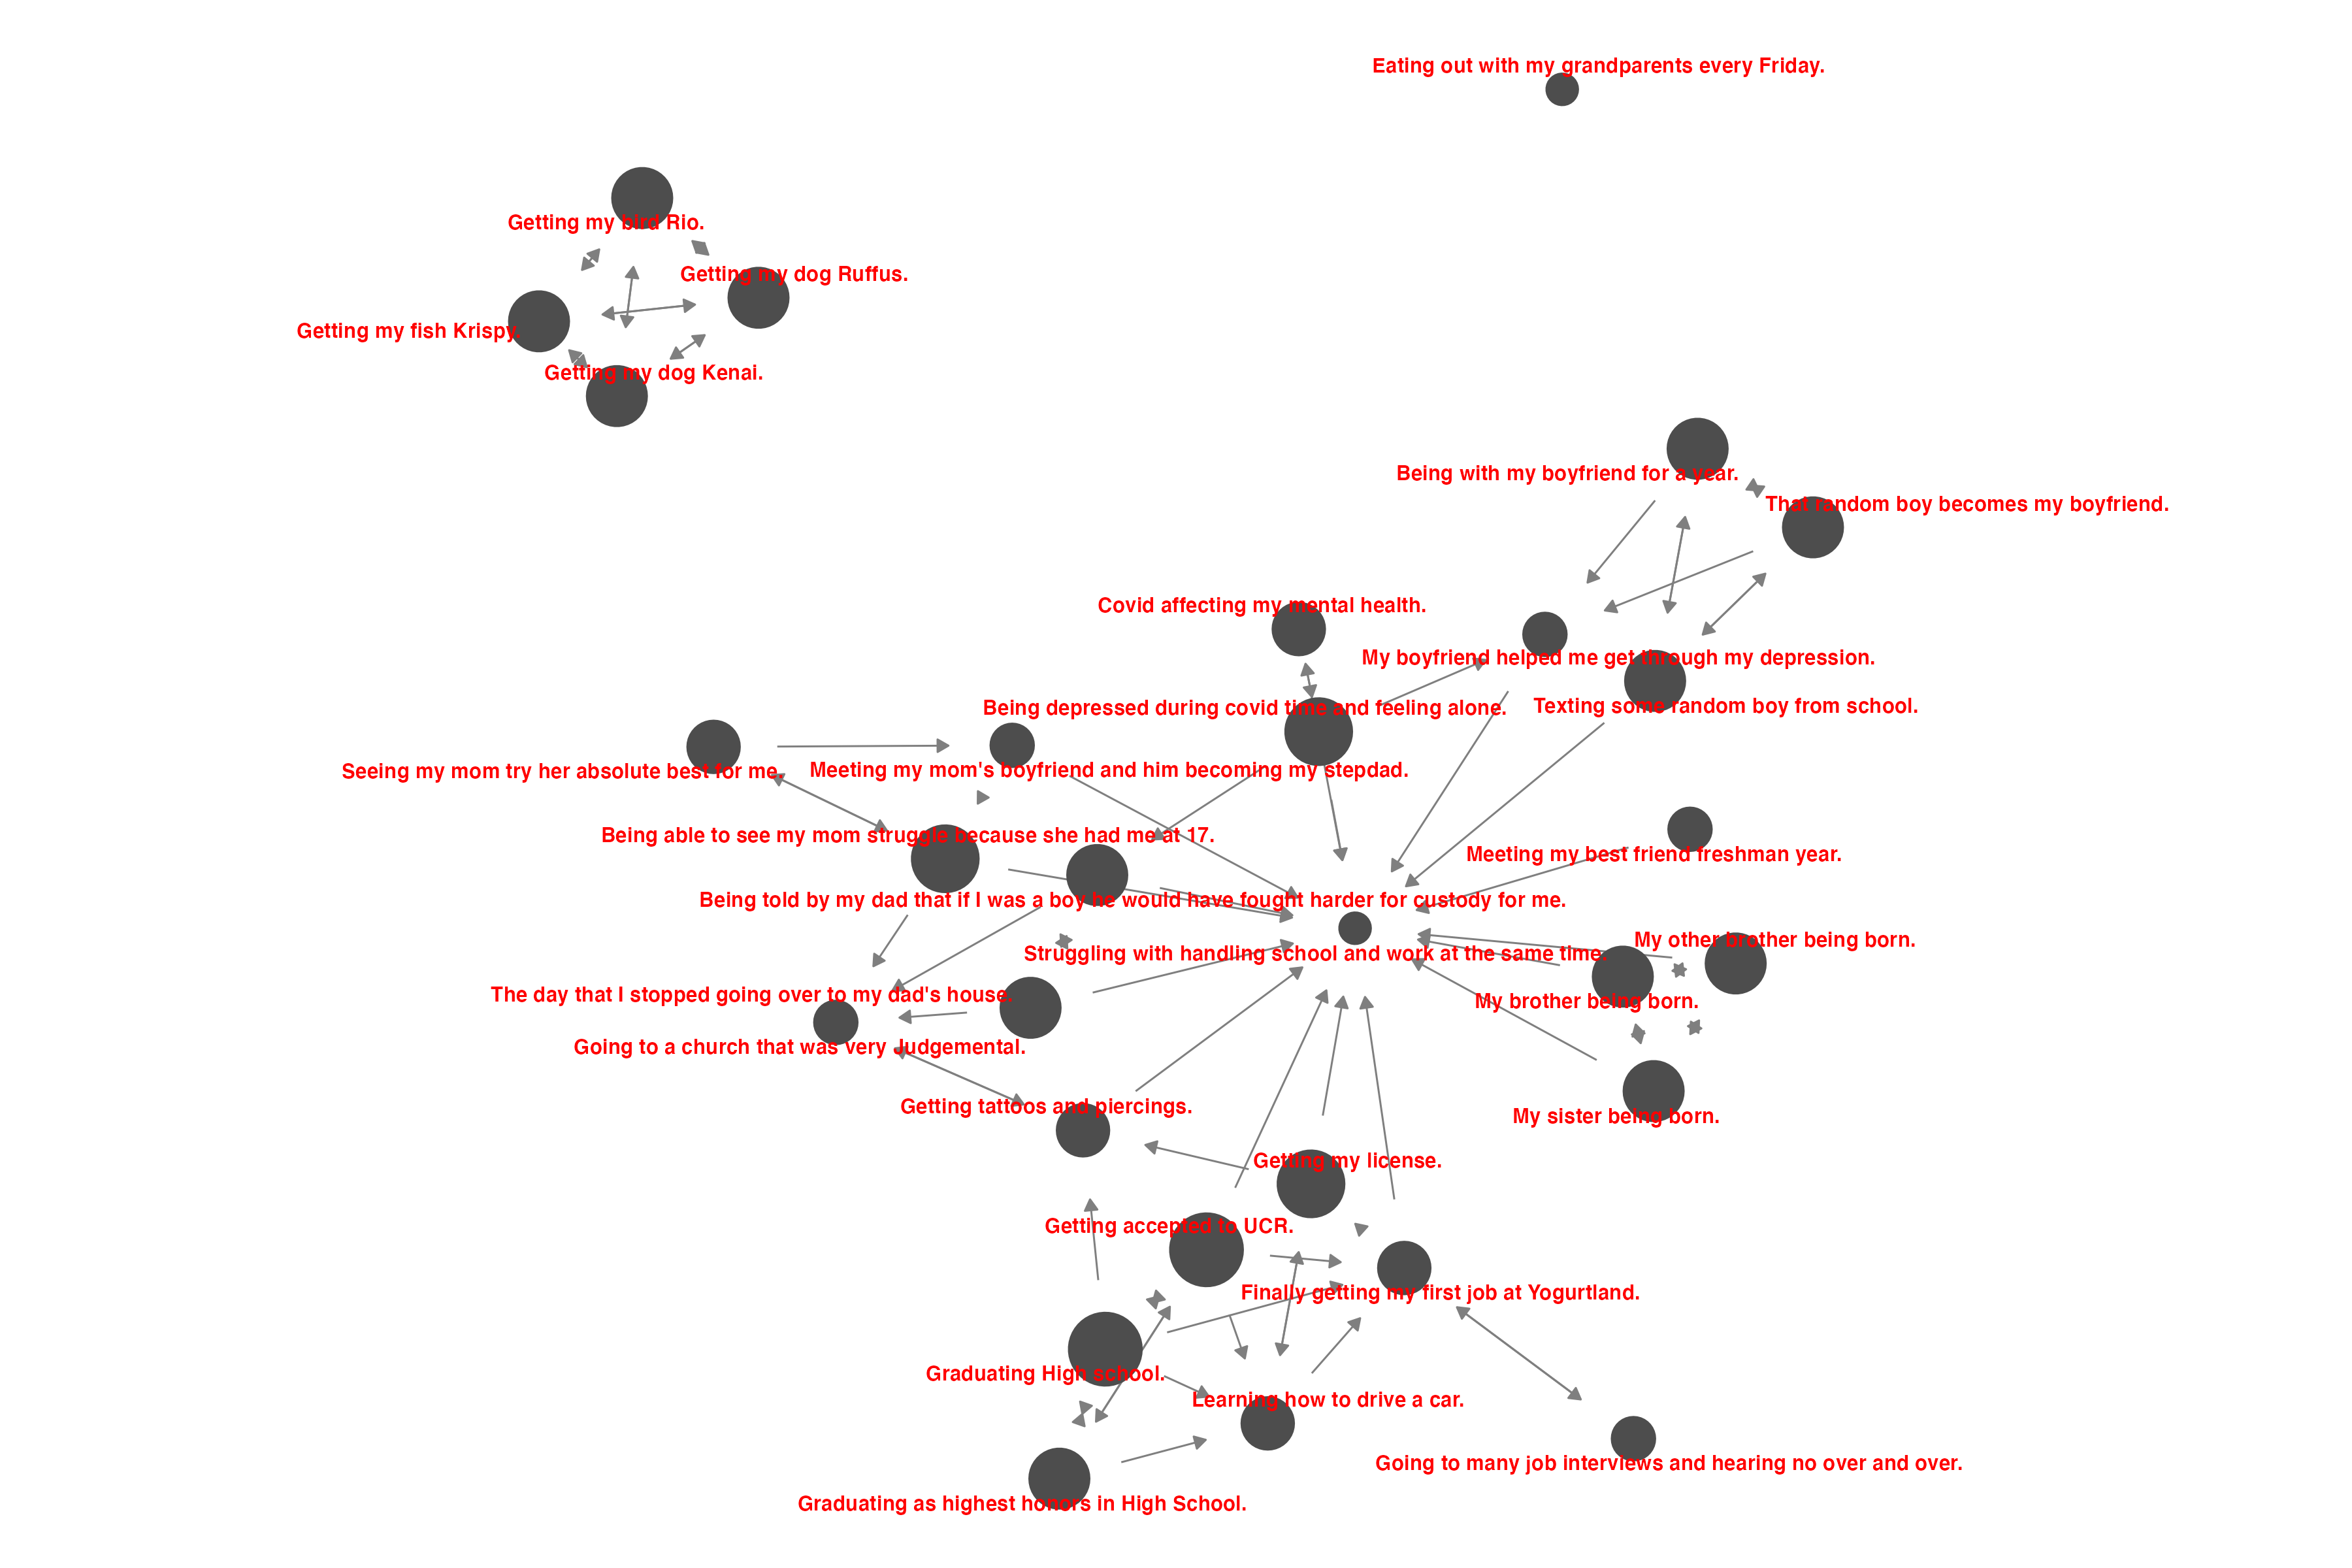 Eating out with my grandparents every Friday.
Getting my bird Rio.
Getting my dog Ruffus.
Getting my fish Krispy.
Getting my dog Kenai.
Being with my boyfriend for a year.
That random boy becomes my boyfriend.
Covid affecting my mental health.
My boyfriend helped me get through my depression.
Being depressed during covid time and feeling alone.
Texting some random boy from school.
Seeing my mom try her absolute best for me.
Meeting my mom's boyfriend and him becoming my stepdad.
Being able to see my mom struggle because she had me at 17.
Meeting my best friend freshman year.
Being told by my dad that if I was a boy he would have fought harder for custody for me.
My other brother being born.
Struggling with handling school and work at the same time.
The day that I stopped going over to my dad's house.
My brother being born.
Going to a church that was very Judgemental.
Getting tattoos and piercings.
My sister being born.
Getting my license.
Getting accepted to UCR.
Finally getting my first job at Yogurtland.
Graduating High school.
Learning how to drive a car.
Going to many job interviews and hearing no over and over.
Graduating as highest honors in High School.